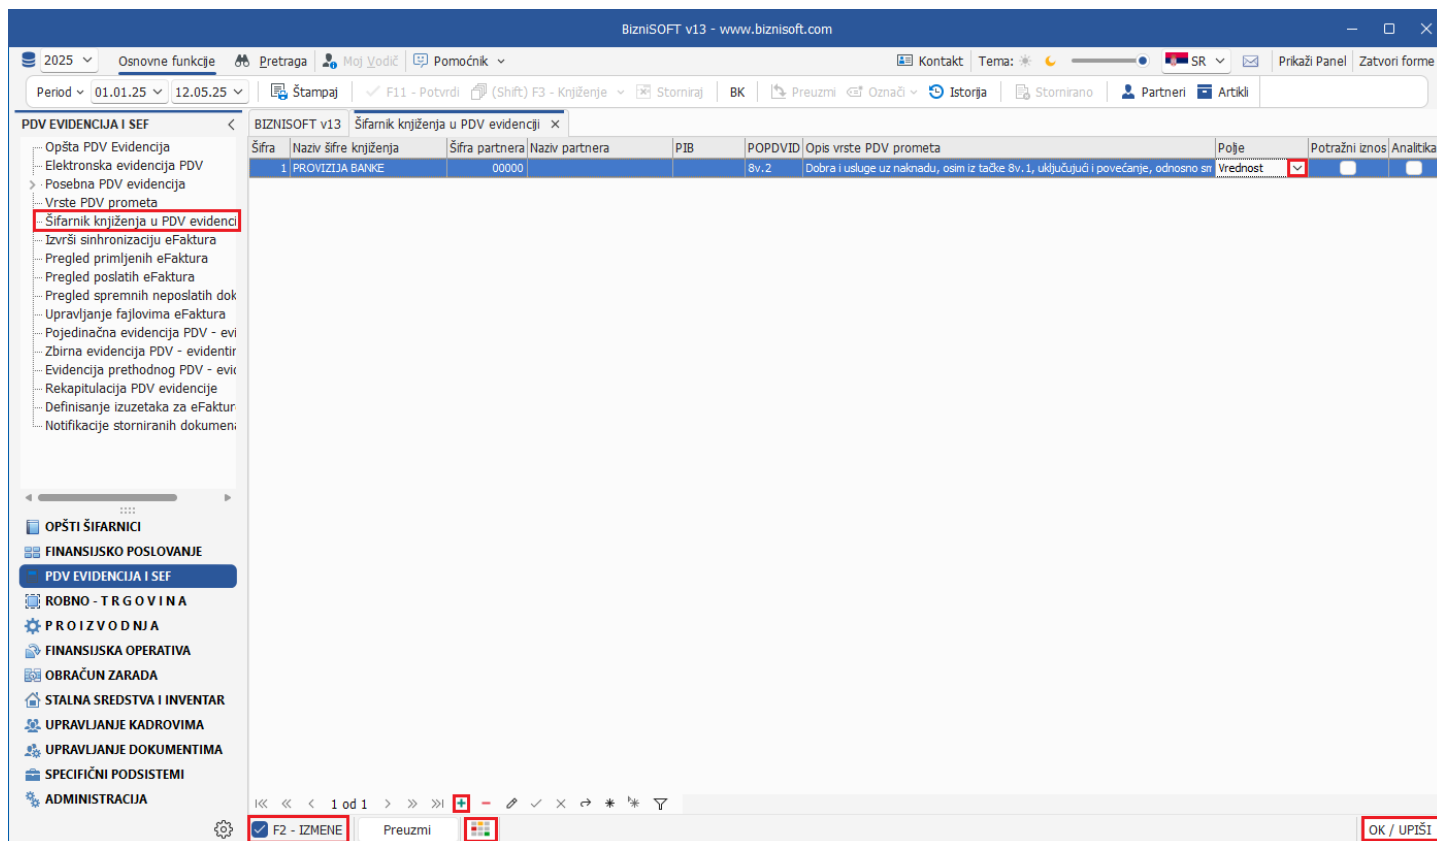 BizniSOFT v13 - www.biznisoft.com
2025 Osnovne funkcije Pretraga Moj Vodič Pomoćnik Kontakt Tema: SR Prikaži Panel Zatvori forme
Period 01.01.25 12.05.25 Štampaj F11 - Potvrdi (Shift) F3 - Knjiženje Storniraj BK Preuzmi Označi Istorija Stornirano Partneri Artikli
PDV EVIDENCIJA I SEF
BIZNISOFT v13 Šifarnik knjiženja u PDV evidenciji
Šifra Naziv šifre knjiženja Šifra partnera Naziv partnera PIB POPDVID Opis vrste PDV prometa Polje Potražni iznos Analitika
1 PROVIZIJA BANKE 00000 8v.2 Dobra i usluge uz naknadu, osim iz tačke 8v.1, uključujući i povećanje, odnosno sm Vrednost
Opšta PDV Evidencija
Elektronska evidencija PDV
Posebna PDV evidencija
Vrste PDV prometa
Šifarnik knjiženja u PDV evidenci
Izvrši sinhronizaciju eFaktura
Pregled primljenih eFaktura
Pregled poslatih eFaktura
Pregled spremnih neposlatih dok
Upravljanje fajlovima eFaktura
Pojedinačna evidencija PDV - evi
Zbirna evidencija PDV - evidentir
Evidencija prethodnog PDV - evid
Rekapitulacija PDV evidencije
Definisanje izuzetaka za eFaktur
Notifikacije storniranih dokumena
OPŠTI ŠIFARNICI
FINANSIJSKO POSLOVANJE
PDV EVIDENCIJA I SEF
ROBNO - T R G O V I N A
P R O I Z V O D NJ A
FINANSIJSKA OPERATIVA
OBRAČUN ZARADA
STALNA SREDSTVA I INVENTAR
UPRAVLJANJE KADROVIMA
UPRAVLJANJE DOKUMENTIMA
SPECIFIČNI PODSISTEMI
ADMINISTRACIJA
1 od 1
F2 - IZMENE Preuzmi OK / UPIŠI